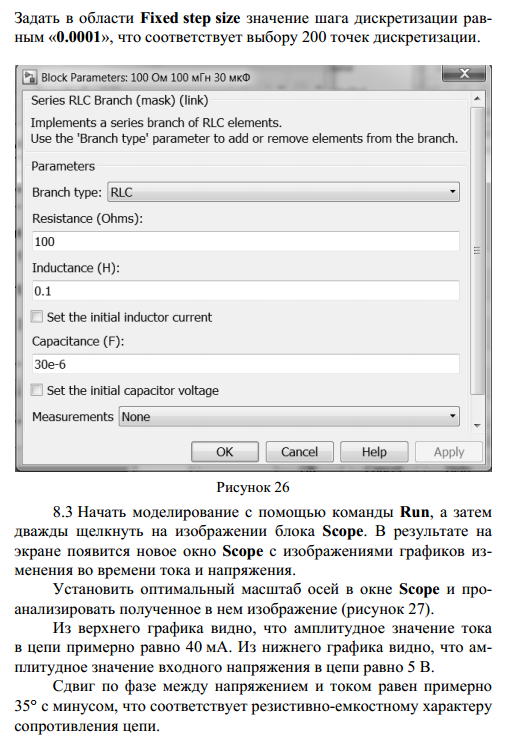 Задать в области Fixed step size значение шага дискретизации рав-
ным «0.0001», что соответствует выбору 200 точек дискретизации.
Block Parameters: 100 Ом 100 мГн 30 мкФ
Series RLC Branch (mask) (link)
Implements a series branch of RLC elements.
Use the 'Branch type' parameter to add or remove elements from the branch.
Parameters
Branch type: RLC
Resistance (Ohms):
100
Inductance (H):
0.1
Set the initial inductor current
Capacitance (F):
30e-6
Set the initial capacitor voltage
Measurements None
OK Cancel Help Apply
Рисунок 26
8.3 Начать моделирование с помощью команды Run, а затем
дважды щелкнуть на изображении блока Scope. В результате на
экране появится новое окно Scope с изображениями графиков из-
менения во времени тока и напряжения.
Установить оптимальный масштаб осей в окне Scope и про-
анализировать полученное в нем изображение (рисунок 27).
Из верхнего графика видно, что амплитудное значение тока
в цепи примерно равно 40 мА. Из нижнего графика видно, что ам-
плитудное значение входного напряжения в цепи равно 5 В.
Сдвиг по фазе между напряжением и током равен примерно
35° с минусом, что соответствует резистивно-емкостному характеру
сопротивления цепи.